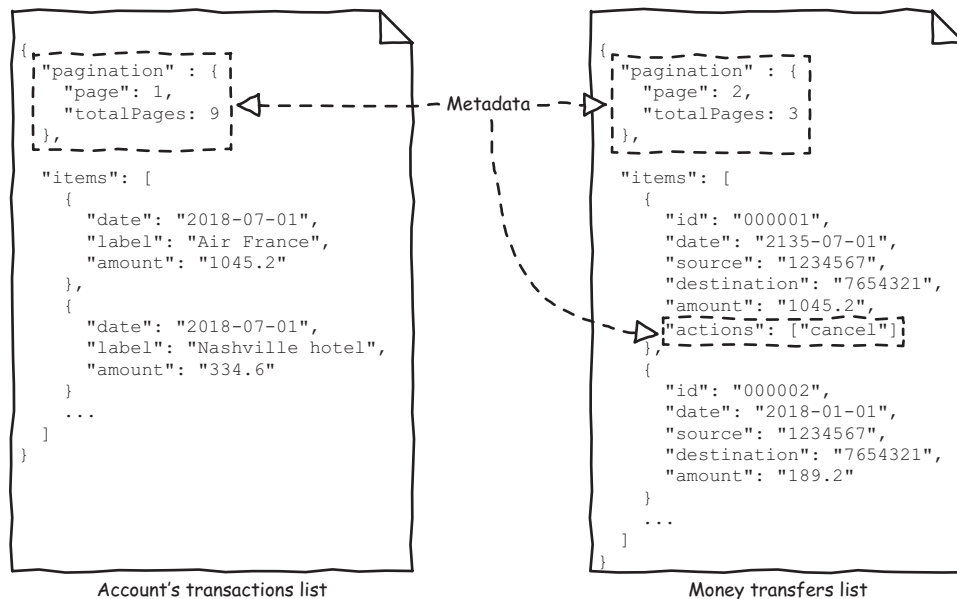 {
"pagination" : {
"page": 1,
"totalPages: 9
},
"items": [
{
"date": "2018-07-01",
"label": "Air France",
"amount": "1045.2"
},
{
"date": "2018-07-01",
"label": "Nashville hotel",
"amount": "334.6"
}
...
]
}
Account's transactions list
Metadata
{
"pagination" : {
"page": 2,
"totalPages: 3
},
"items": [
{
"id": "000001",
"date": "2135-07-01",
"source": "1234567",
"destination": "7654321",
"amount": "1045.2",
"actions": ["cancel"]
},
{
"id": "000002",
"date": "2018-01-01",
"source": "1234567",
"destination": "7654321",
"amount": "189.2"
}
...
]
}
Money transfers list